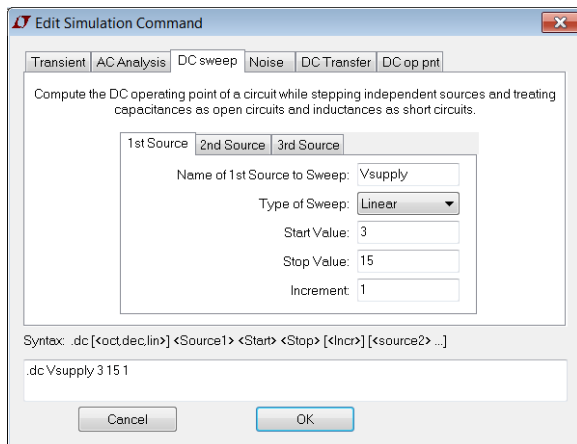 Edit Simulation Command
Transient AC Analysis DC sweep Noise DC Transfer DC op pnt
Compute the DC operating point of a circuit while stepping independent sources and treating
capacitances as open circuits and inductances as short circuits.
1st Source 2nd Source 3rd Source
Name of 1st Source to Sweep: Vsupply
Type of Sweep: Linear
Start Value: 3
Stop Value: 15
Increment: 1
Syntax: .dc [<oct,dec,lin>] <Source1> <Start> <Stop> [<Incr>] [<source2> ...]
.dc Vsupply 3 15 1
Cancel OK